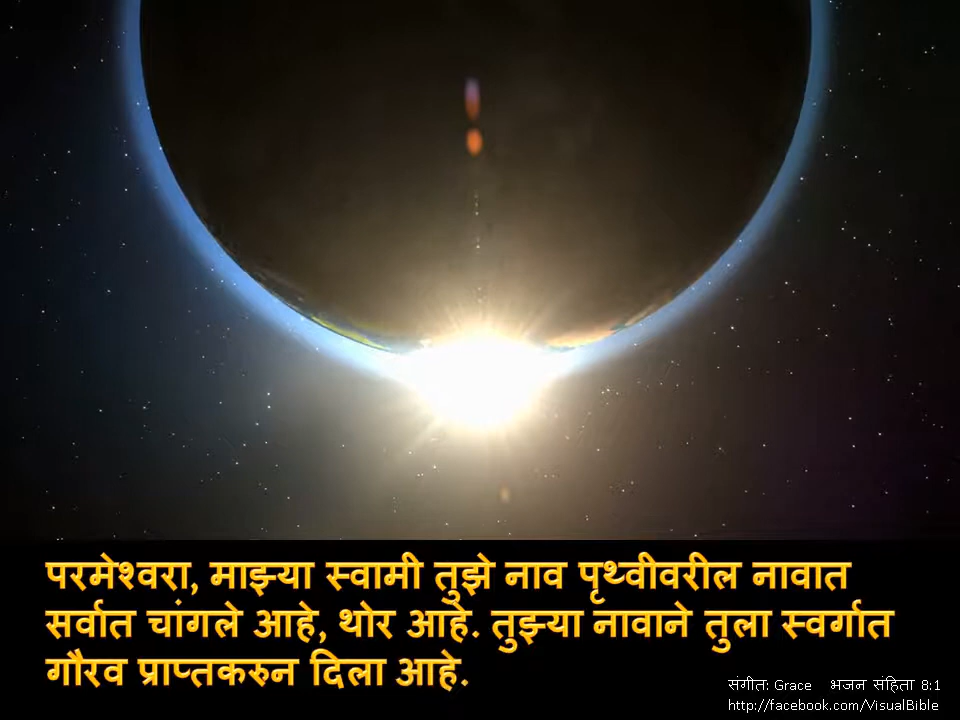 परमेश्वरा, माझ्या स्वामी तुझे नाव पृथ्वीवरील नावात
सर्वात चांगले आहे, थोर आहे. तुझ्या नावाने तुला स्वर्गात
गौरव प्राप्तकरुन दिला आहे.
संगीत: Grace भजन संहिता 8:1
http://facebook.com/VisualBible